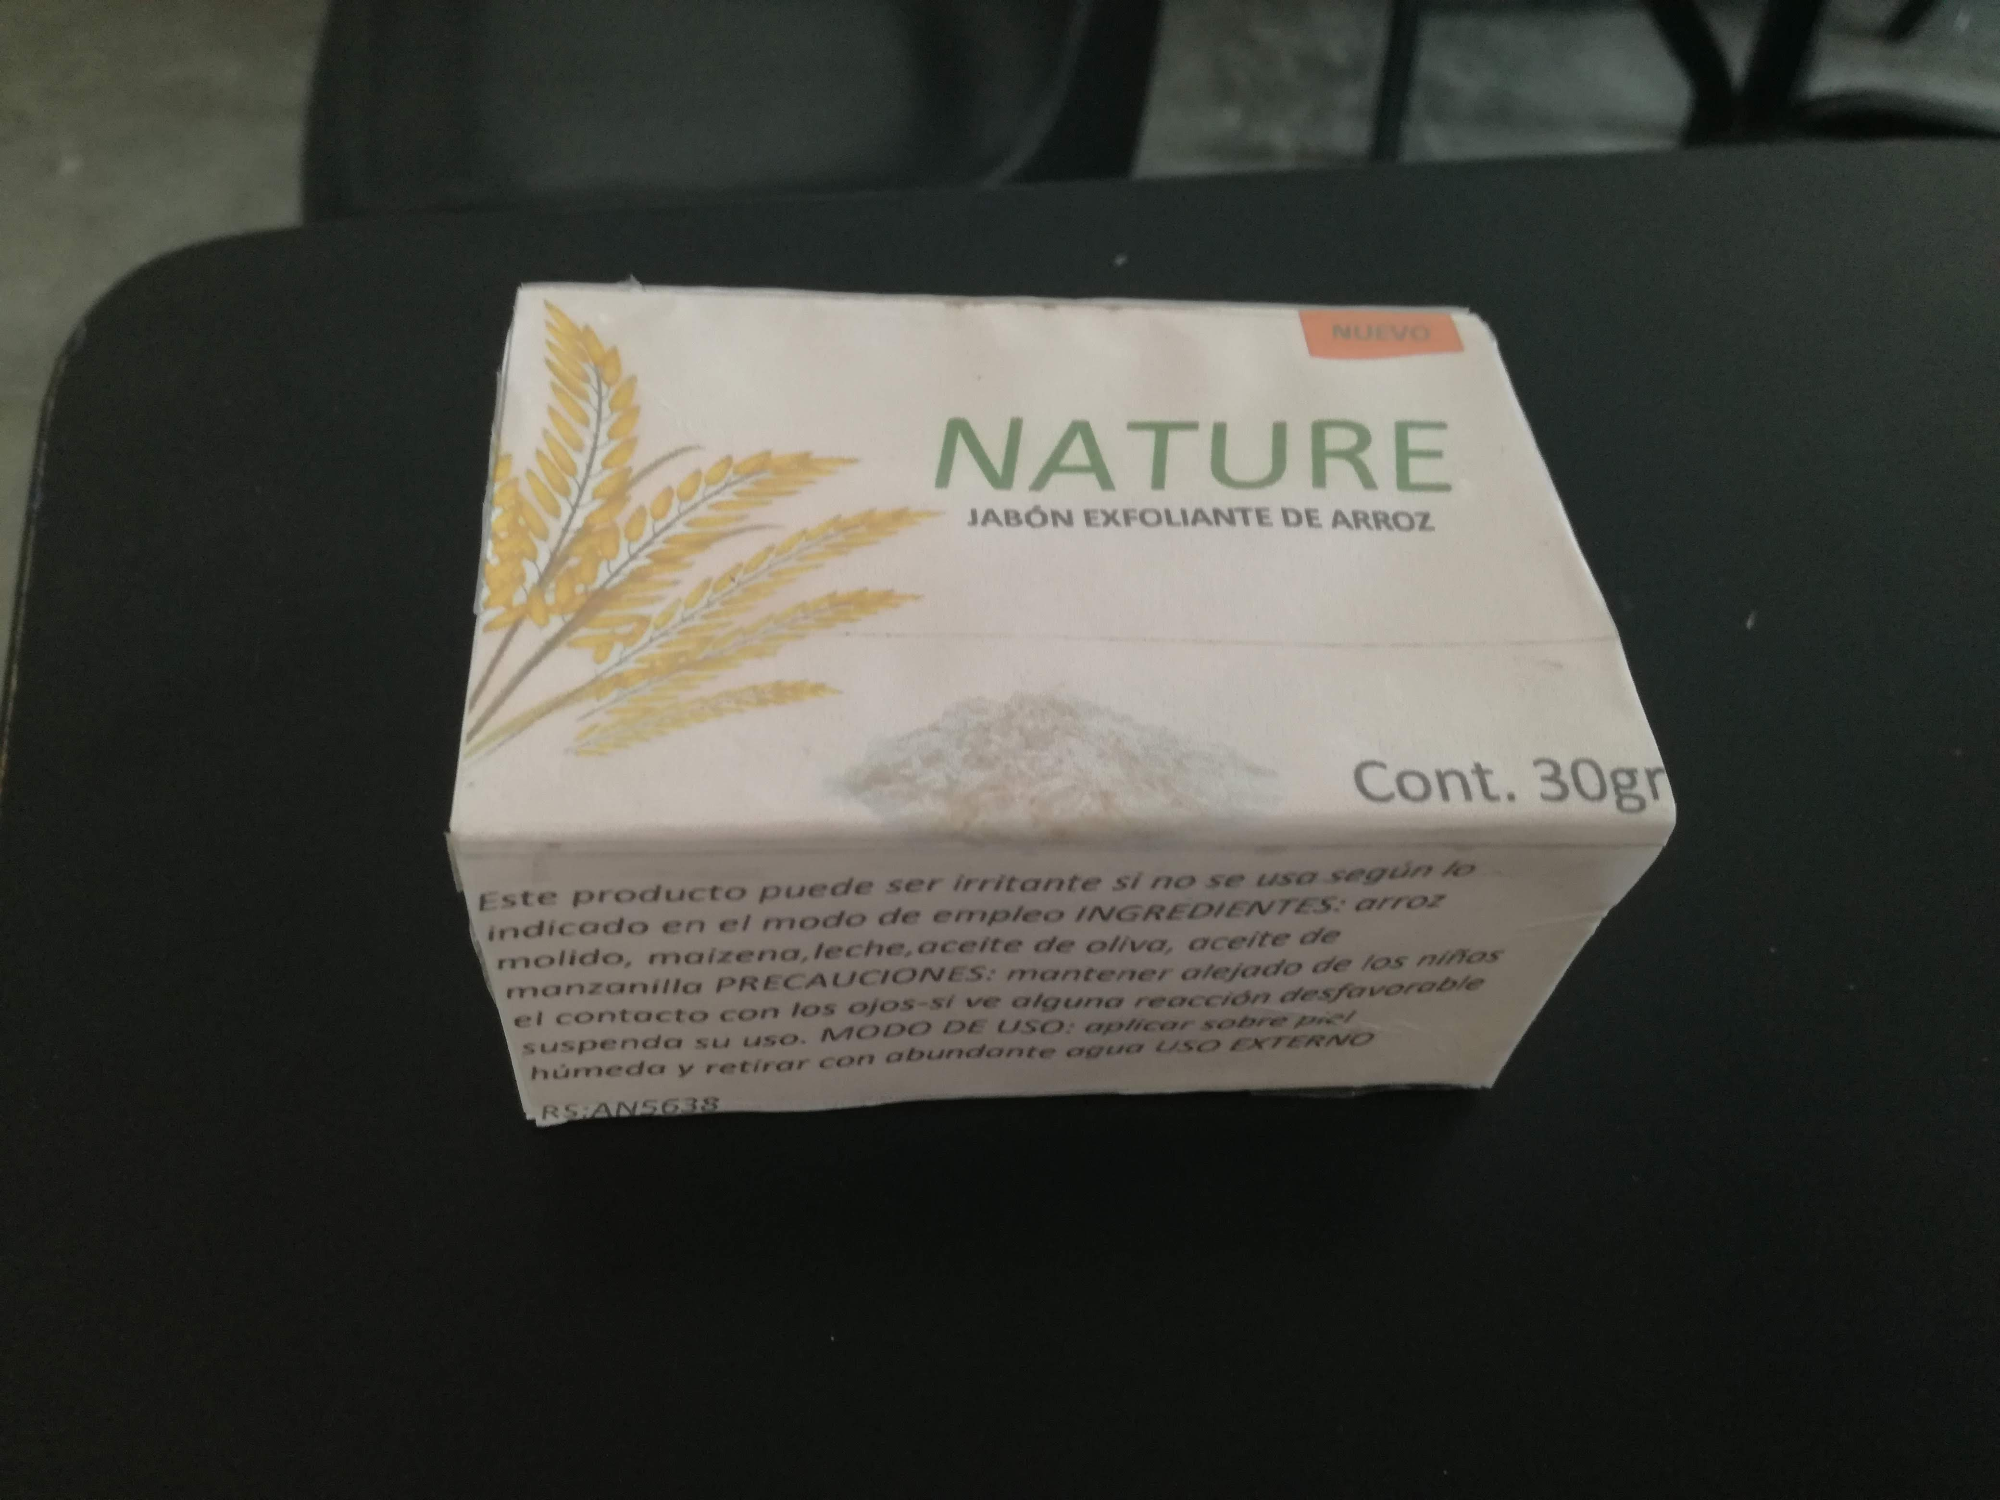 NUEVO
NATURE
JABÓN EXFOLIANTE DE ARROZ
Cont. 30gr
Este producto puede ser irritante si no se usa según lo
indicado en el modo de empleo INGREDIENTES: arroz
molido, maizena,leche,aceite de oliva, aceite de
manzanilla PRECAUCIONES: mantener alejado de los niños
el contacto con los ojos-si ve alguna reacción desfavorable
suspenda su uso. MODO DE USO: aplicar sobre piel
húmeda y retirar con abundante agua USO EXTERNO
RS:AN5638